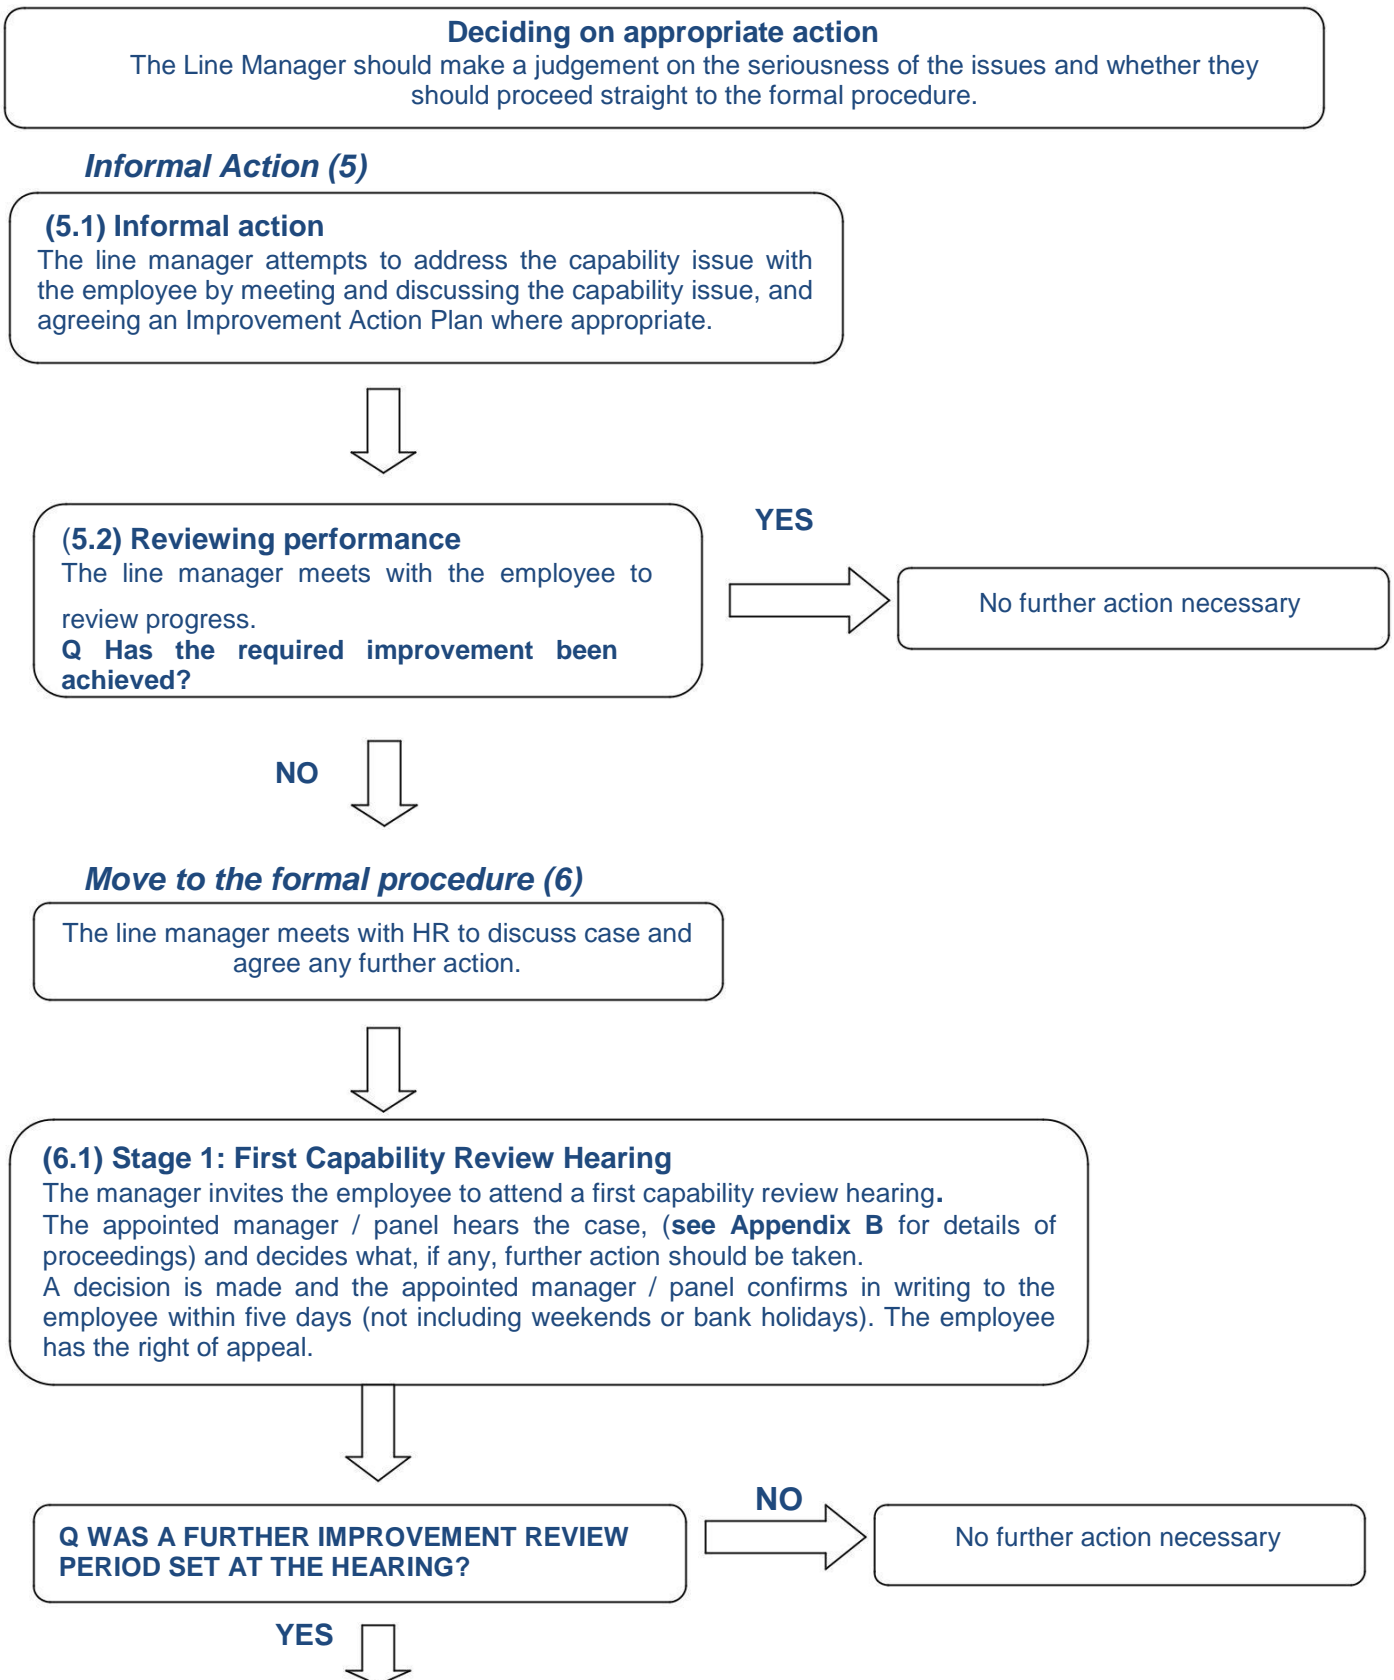 Deciding on appropriate action
The Line Manager should make a judgement on the seriousness of the issues and whether they
should proceed straight to the formal procedure.
Informal Action (5)
(5.1) Informal action
The line manager attempts to address the capability issue with
the employee by meeting and discussing the capability issue, and
agreeing an Improvement Action Plan where appropriate.
(5.2) Reviewing performance
The line manager meets with the employee to
review progress.
Q Has the required improvement been
achieved?
YES
No further action necessary
NO
Move to the formal procedure (6)
The line manager meets with HR to discuss case and
agree any further action.
(6.1) Stage 1: First Capability Review Hearing
The manager invites the employee to attend a first capability review hearing.
The appointed manager / panel hears the case, (see Appendix B for details of
proceedings) and decides what, if any, further action should be taken.
A decision is made and the appointed manager / panel confirms in writing to the
employee within five days (not including weekends or bank holidays). The employee
has the right of appeal.
Q WAS A FURTHER IMPROVEMENT REVIEW
PERIOD SET AT THE HEARING?
NO
No further action necessary
YES